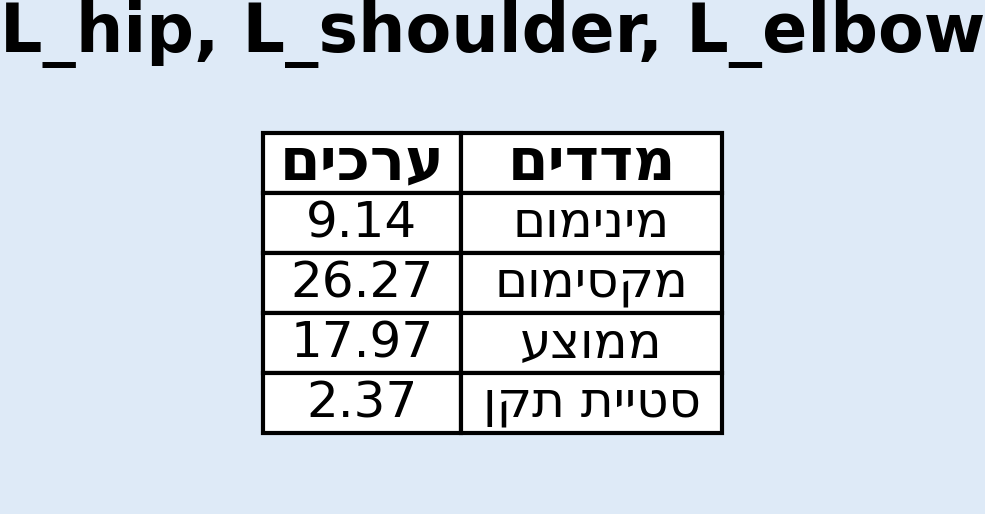 L_hip, L_shoulder, L_elbow
מדדים ערכים
מינימום 9.14
מקסימום 26.27
ממוצע 17.97
סטיית תקן 2.37